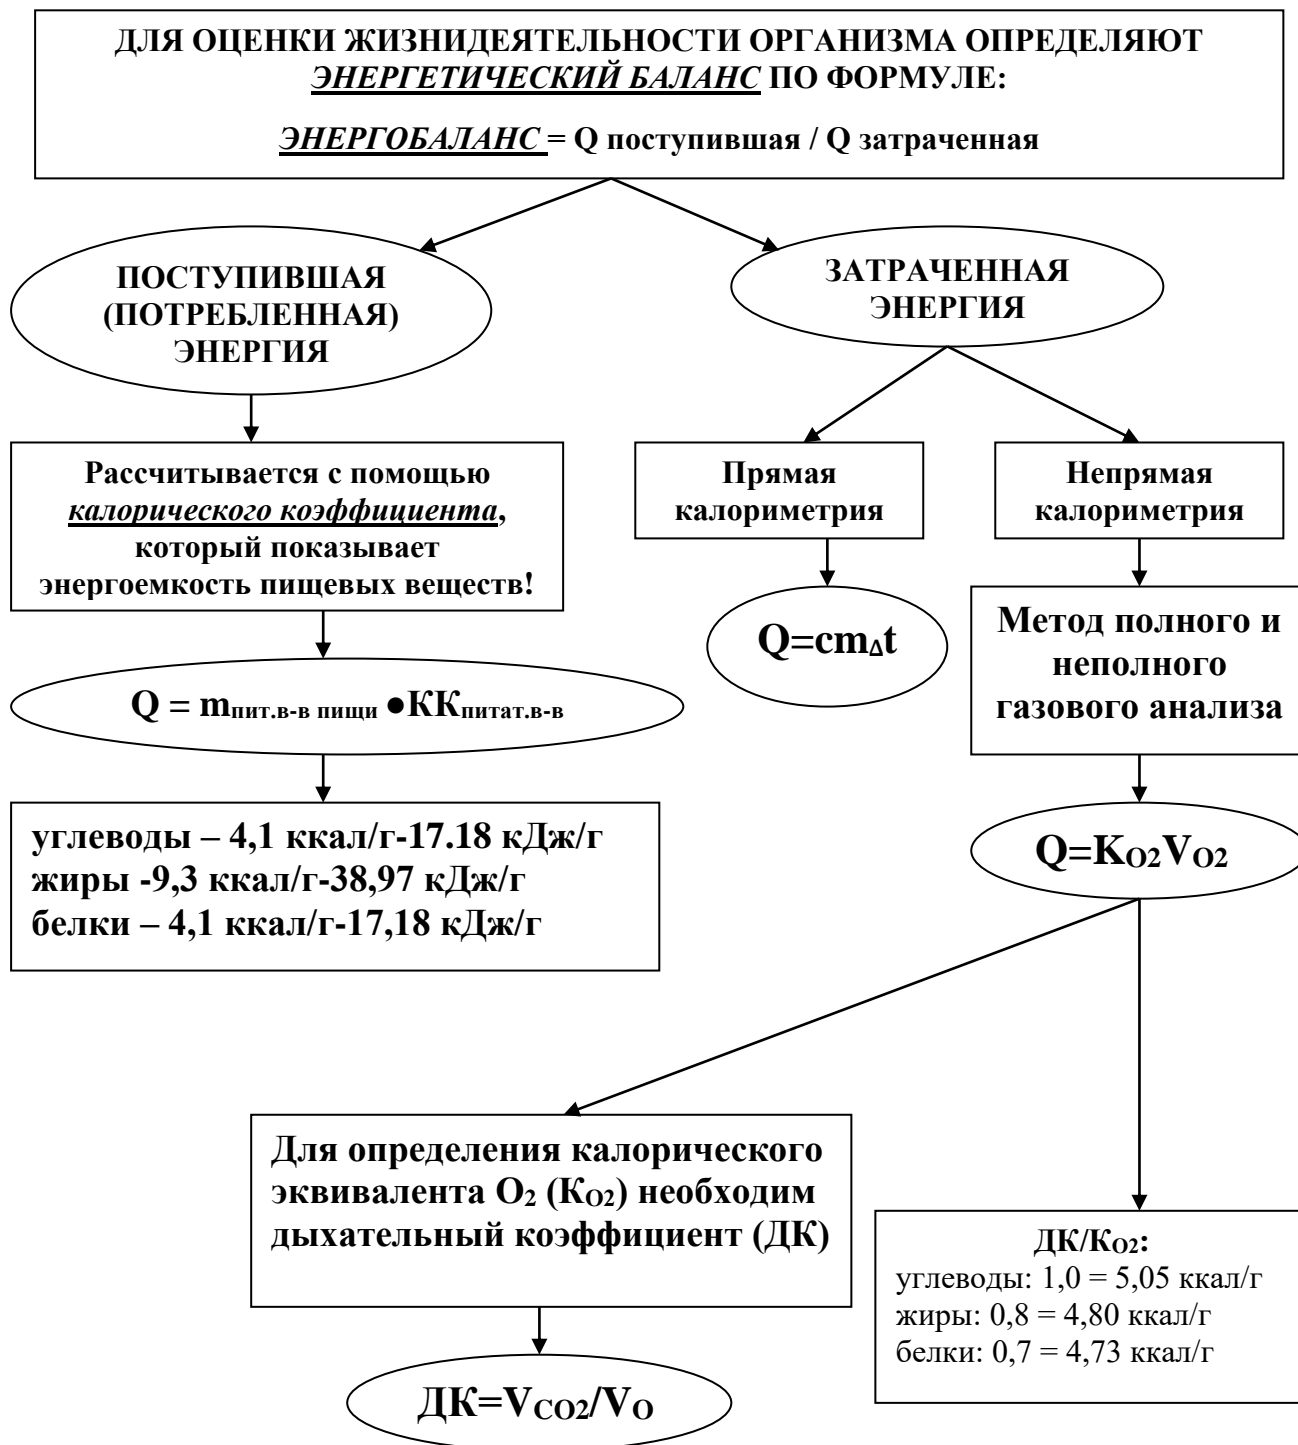 ДЛЯ ОЦЕНКИ ЖИЗНИДЕЯТЕЛЬНОСТИ ОРГАНИЗМА ОПРЕДЕЛЯЮТ
ЭНЕРГЕТИЧЕСКИЙ БАЛАНС ПО ФОРМУЛЕ:
ЭНЕРГОБАЛАНС = Q поступившая / Q затраченная
ПОСТУПИВШАЯ
(ПОТРЕБЛЕННАЯ)
ЭНЕРГИЯ
ЗАТРАЧЕННАЯ
ЭНЕРГИЯ
Рассчитывается с помощью
калорического коэффициента,
который показывает
энергоемкость пищевых веществ!
Прямая
калориметрия
Непрямая
калориметрия
Q=cm∆t
Метод полного и
неполного
газового анализа
Q = mпит.в-в пищи ●ККпитат.в-в
углеводы – 4,1 ккал/г-17.18 кДж/г
жиры -9,3 ккал/г-38,97 кДж/г
белки – 4,1 ккал/г-17,18 кДж/г
Q=KO2VO2
Для определения калорического
эквивалента О2 (КО2) необходим
дыхательный коэффициент (ДК)
ДК/КО2:
углеводы: 1,0 = 5,05 ккал/г
жиры: 0,8 = 4,80 ккал/г
белки: 0,7 = 4,73 ккал/г
ДК=VCO2/VO